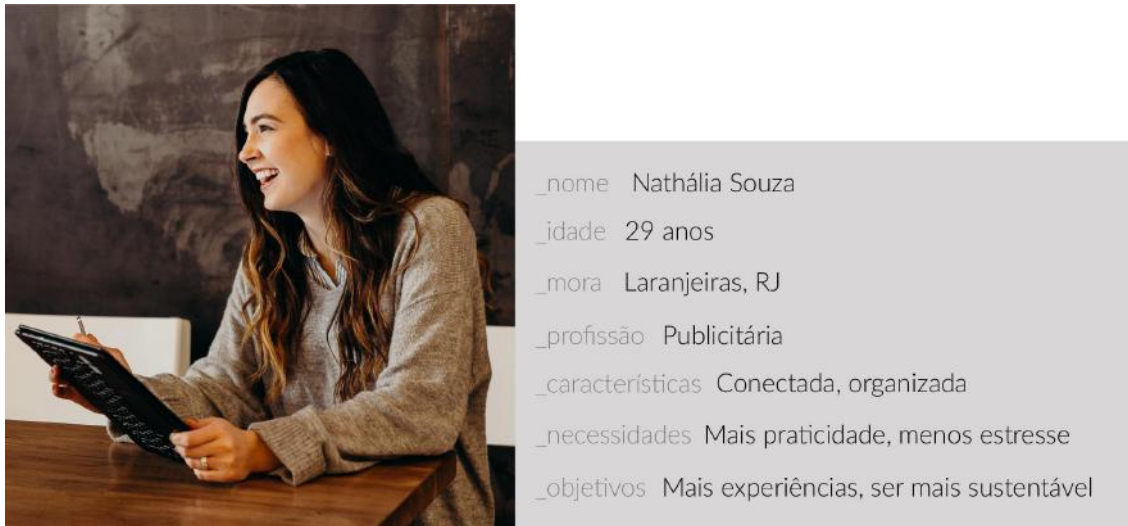 _nome Nathália Souza
_idade 29 anos
_mora Laranjeiras, RJ
_profissão Publicitária
_características Conectada, organizada
_necessidades Mais praticidade, menos estresse
_objetivos Mais experiências, ser mais sustentável